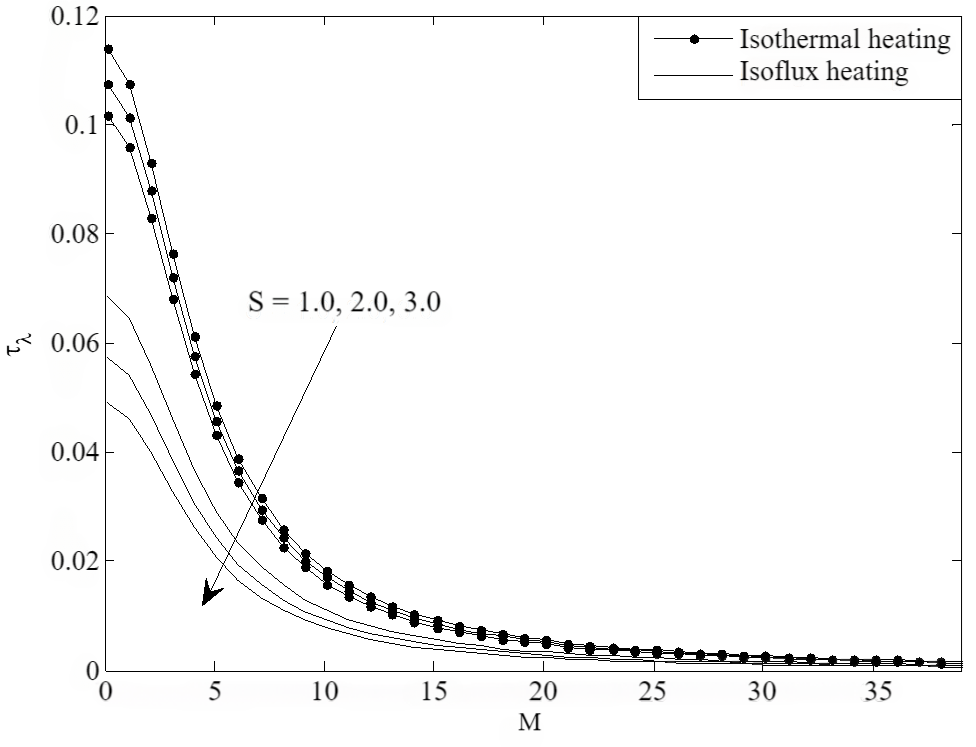 0.12
Isothermal heating
Isoflux heating
0.1
0.08
S = 1.0, 2.0, 3.0
0.06
τλ
0.04
0.02
0
0 5 10 15 20 25 30 35
M